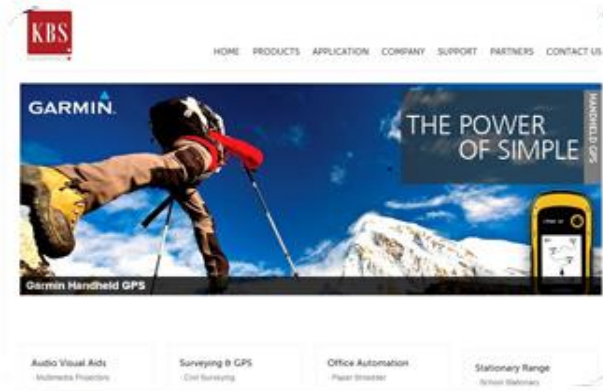 KBS
HOME PRODUCTS APPLICATION COMPANY SUPPORT PARTNERS CONTACT US
GARMIN.
THE POWER
OF SIMPLE
HANDHELD GPS
Garmin Handheld GPS
Audio Visual Aids
Surveying & GPS
Office Automation
Stationary Range
Multimedia Projectors
Civil Surveying
Paper Shredder
School Stationary